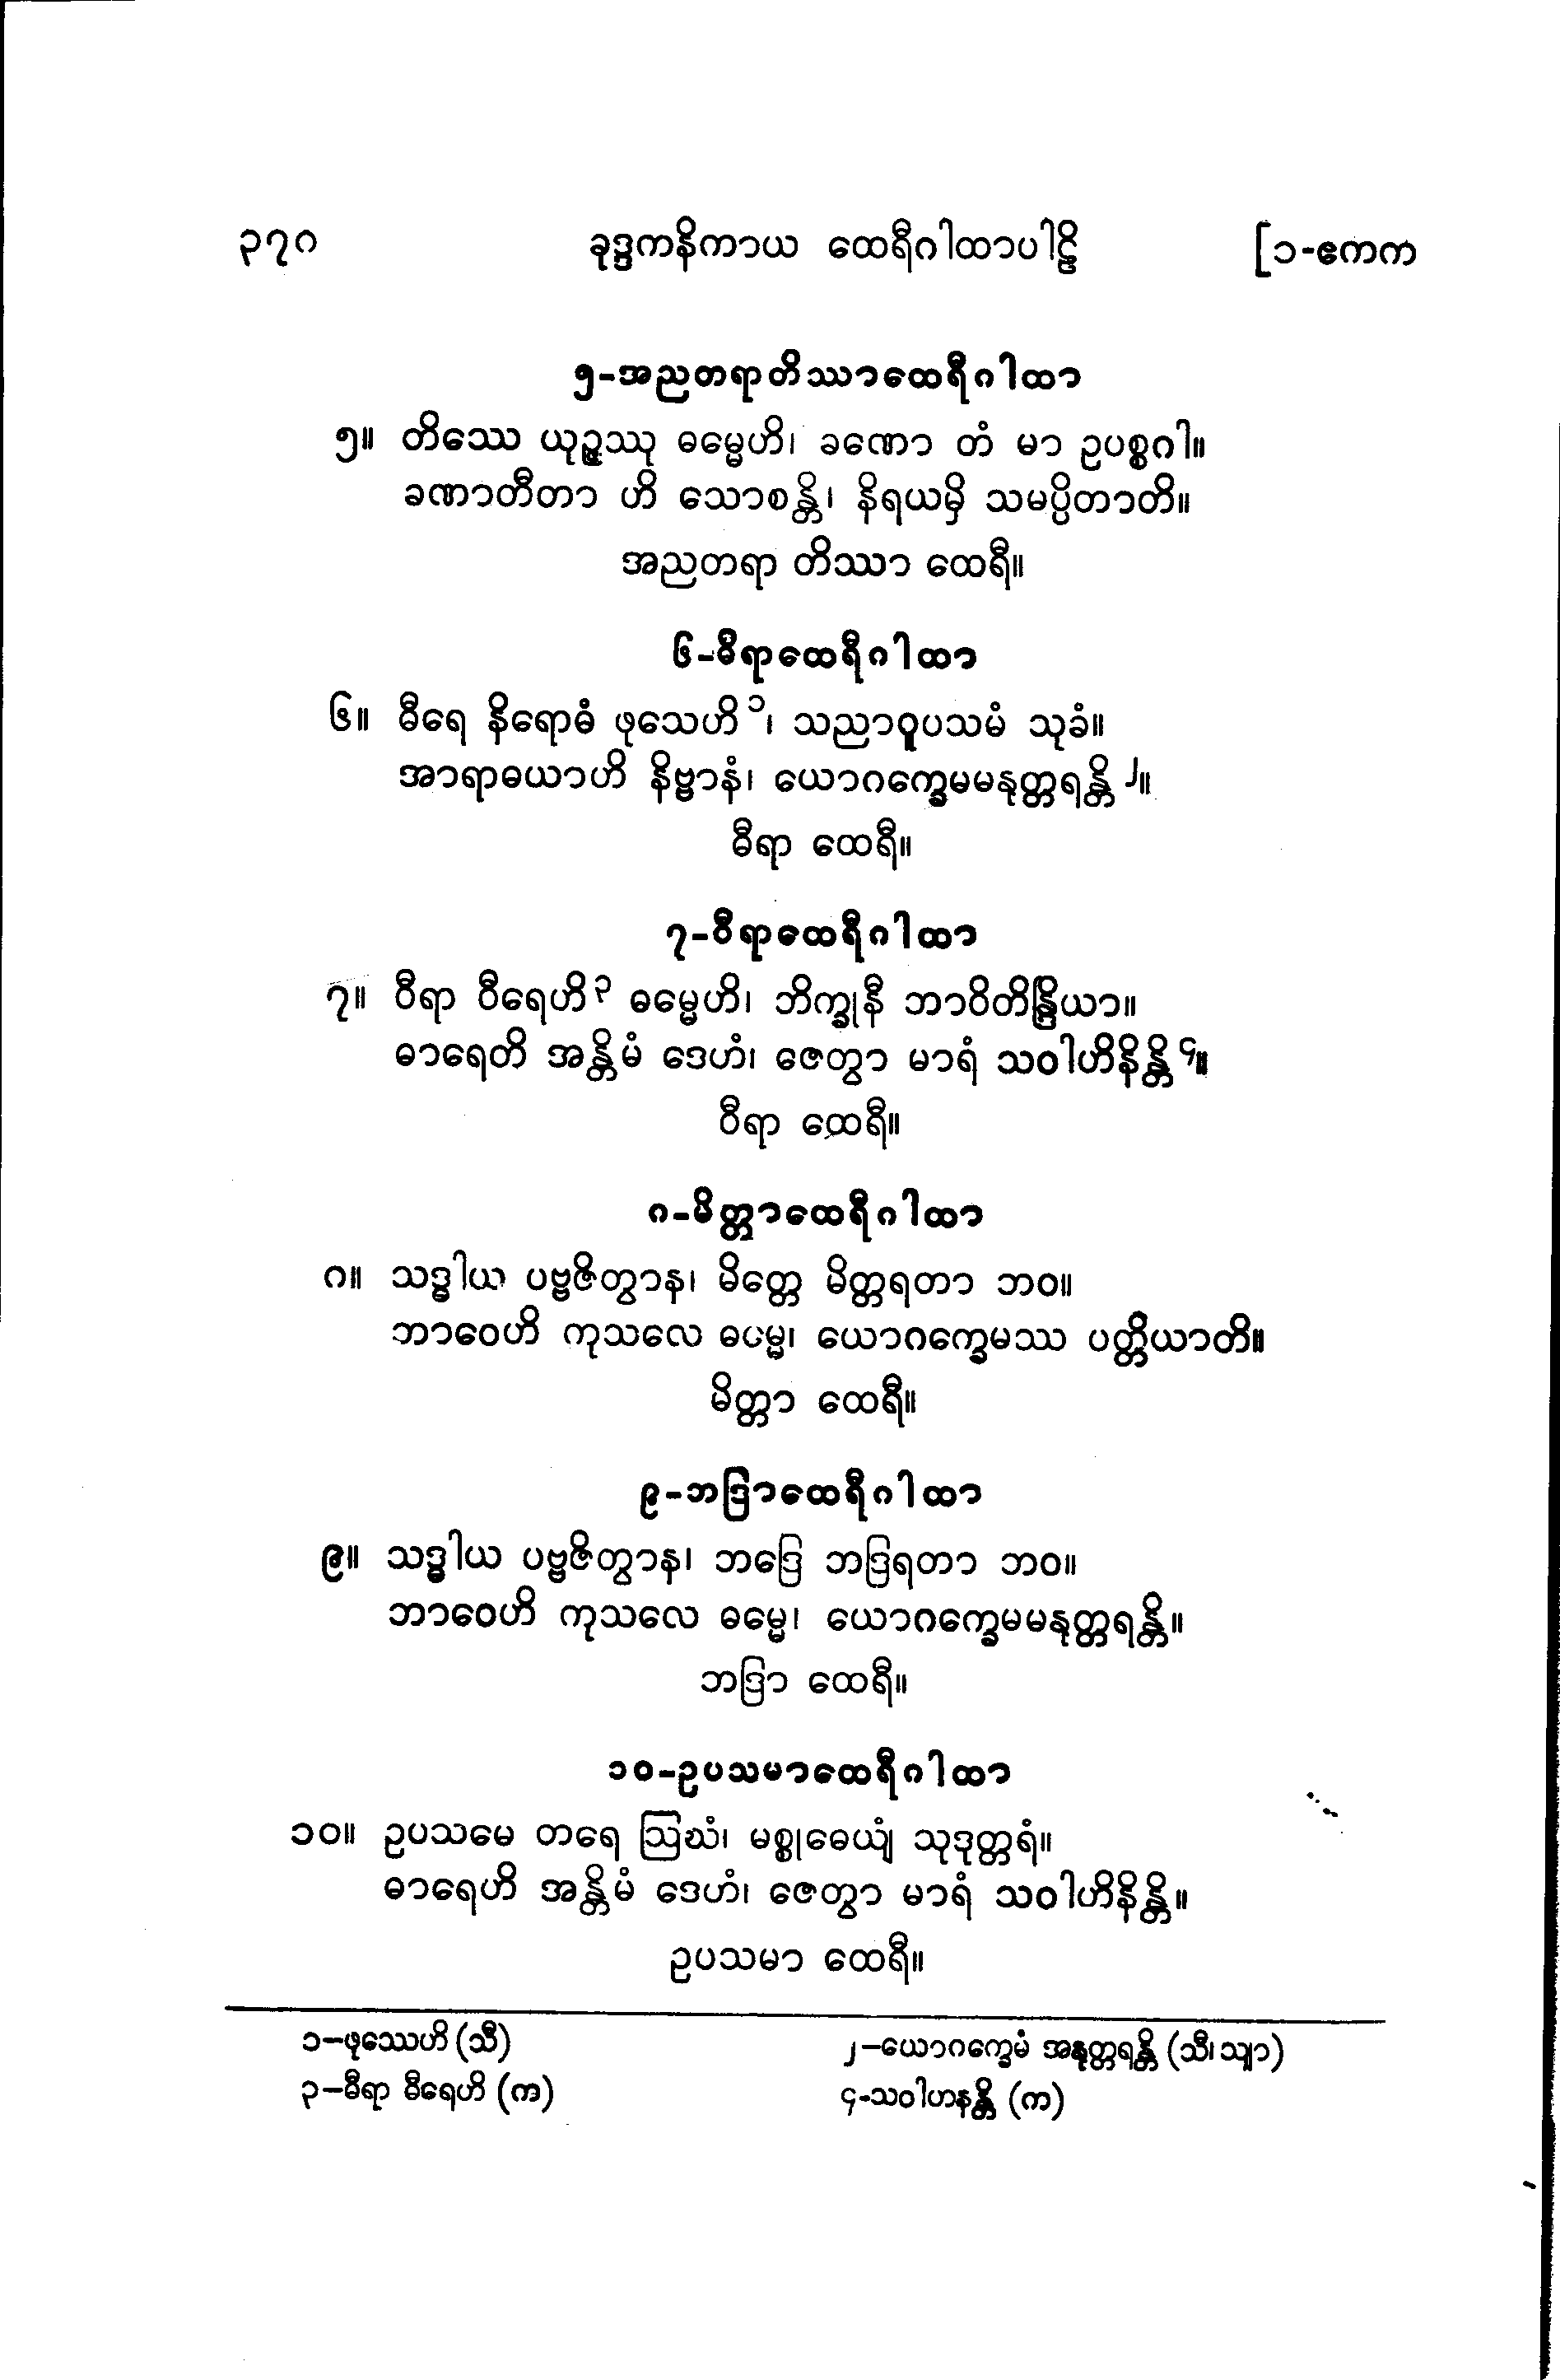 ၃၇၈ ခုဒ္ဒကနိကာယ ထေရီဂါထာပါဠိ [၁-ဧကက
၅-အညတရာတိဿာထေရီဂါထာ
၅။ တိဿေ ယုဉ္ဇဿု ဓမ္မေဟိ၊ ခဏော တံ မာ ဥပစ္စဂါ။
ခဏာတီတာ ဟိ သောစန္တိ၊ နိရယမှိ သမပ္ပိတာတိ။
အညတရာ တိဿာ ထေရီ။
၆-ဓီရာထေရီဂါထာ
၆။ ဓီရေ နိရောဓံ ဖုသေဟိ ၁၊ သညာဝူပသမံ သုခံ။
အာရာဓယာဟိ နိဗ္ဗာနံ၊ ယောဂက္ခေမမနုတ္တရန္တိ ၂။
ဓီရာ ထေရီ။
၇-ဝီရာထေရီဂါထာ
၇။ ဝီရာ ဝီရေဟိ ၃ ဓမ္မေဟိ၊ ဘိက္ခုနီ ဘာဝိတိန္ဒြိယာ။
ဓာရေတိ အန္တိမံ ဒေဟံ၊ ဇေတွာ မာရံ သဝါဟိနိန္တိ ၄။
ဝီရာ ထေရီ။
၈-မိတ္တာထေရီဂါထာ
၈။ သဒ္ဓါယ ပဗ္ဗဇိတွာန၊ မိတ္တေ မိတ္တရတာ ဘဝ။
ဘာဝေဟိ ကုသလေ ဓမ္မေ၊ ယောဂက္ခေမဿ ပတ္တိယာတိ။
မိတ္တာ ထေရီ။
၉-ဘဒြာထေရီဂါထာ
၉။ သဒ္ဓါယ ပဗ္ဗဇိတွာန၊ ဘဒြေ ဘဒြရတာ ဘဝ။
ဘာဝေဟိ ကုသလေ ဓမ္မေ၊ ယောဂက္ခေမမနုတ္တရန္တိ။
ဘဒြာ ထေရီ။
၁၀-ဥပသမာထေရီဂါထာ
၁၀။ ဥပသမေ တရေ ဩဃံ၊ မစ္စုဓေယျံ သုဒုတ္တရံ။
ဓာရေဟိ အန္တိမံ ဒေဟံ၊ ဇေတွာ မာရံ သဝါဟိနိန္တိ။
ဥပသမာ ထေရီ။
၁–ဖုဿေဟိ (သီ) ၂–ယောဂက္ခေမံ အနုတ္တရန္တိ (သီ၊သျာ)
၃–ဓီရာ ဓီရေဟိ (က) ၄-သဝါဟနန္တိ (က)